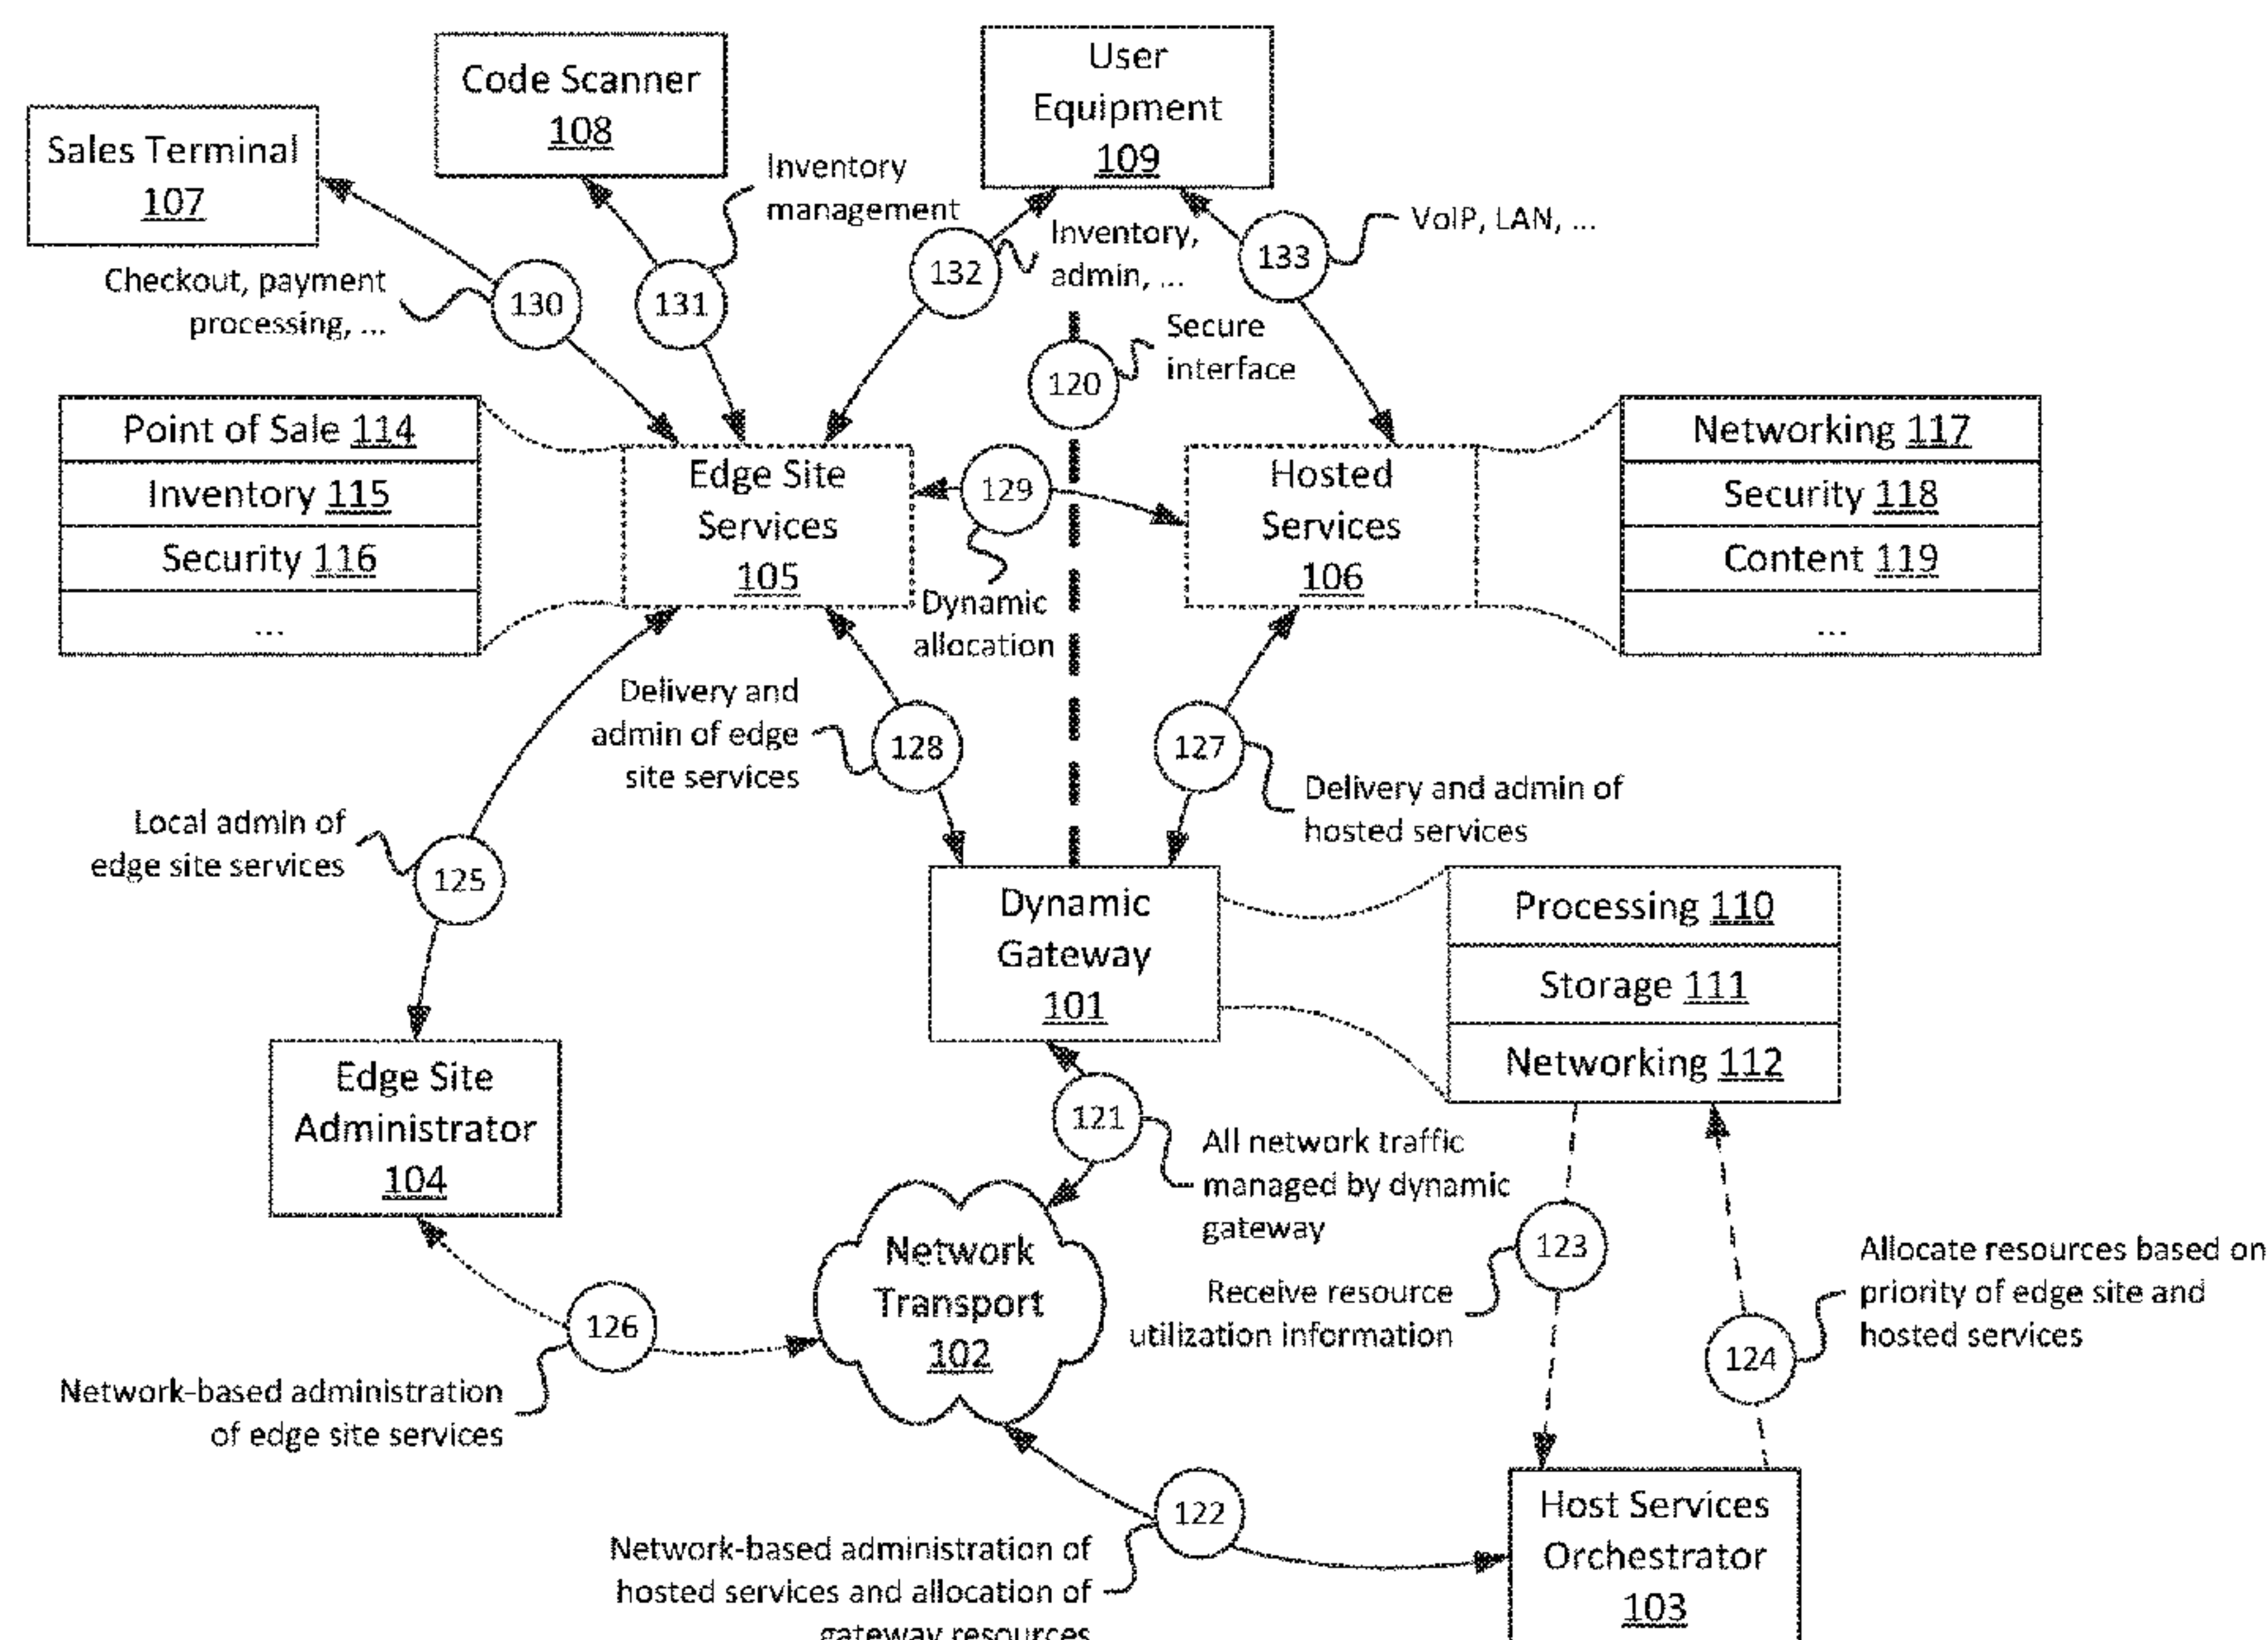 User
Equipment
109
Code Scanner
108
Sales Terminal
107
Inventory
management
VoIP, LAN, ...
Inventory,
admin, ...
132
133
Checkout, payment
processing, ...
130
131
Secure
interface
120
Point of Sale 114
Inventory 115
Security 116
...
Edge Site
Services
105
129
Dynamic
allocation
Hosted
Services
106
Networking 117
Security 118
Content 119
...
Delivery and
admin of edge
site services
128
127
Delivery and admin of
hosted services
Local admin of
edge site services
125
Dynamic
Gateway
101
Processing 110
Storage 111
Networking 112
Edge Site
Administrator
104
121
All network traffic
managed by dynamic
gateway
Network
Transport
102
123
Receive resource
utilization information
Allocate resources based on
priority of edge site and
hosted services
124
126
Network-based administration
of edge site services
122
Network-based administration of
hosted services and allocation of
gateway resources
Host Services
Orchestrator
103